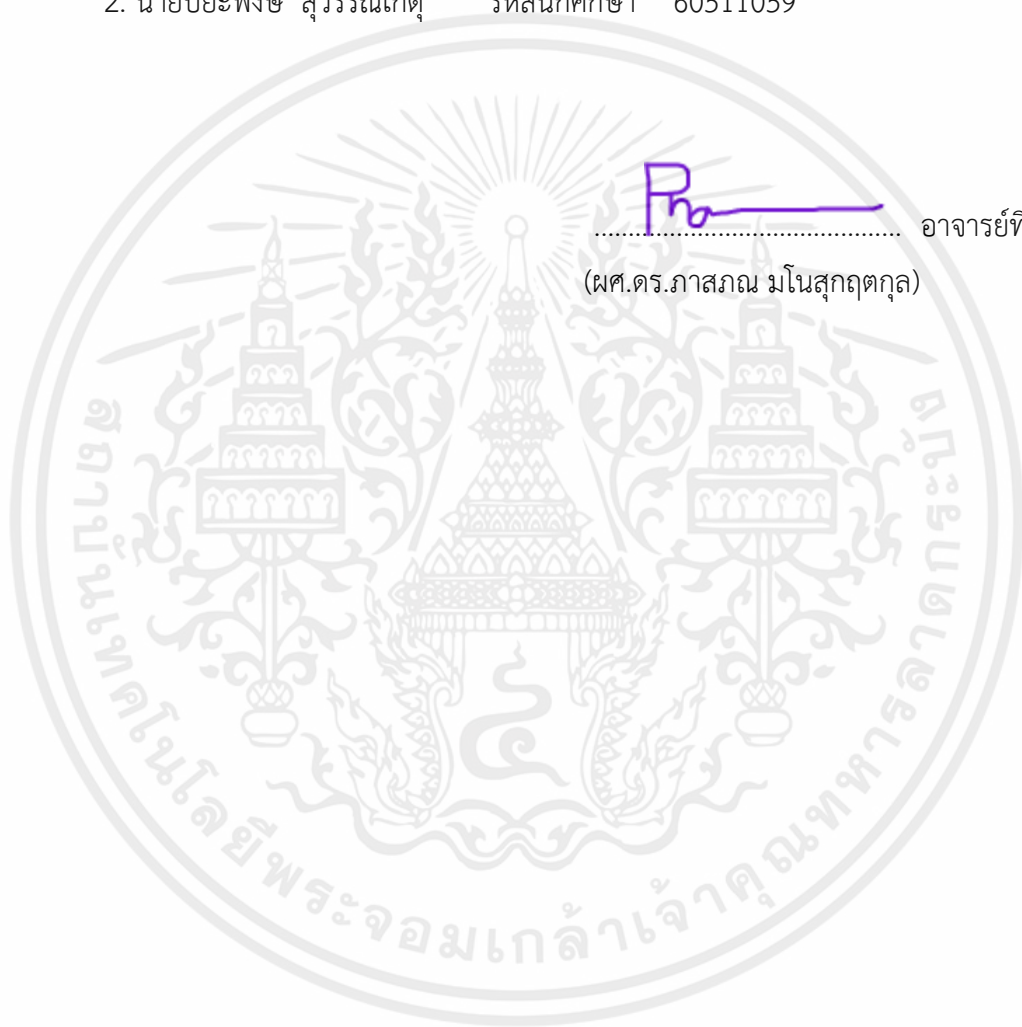 2. นายปิยะพงษ์ สุวรรณเกตุ รหัสนักศึกษา 60511059
อาจารย์ที่
(ผศ.ดร.ภาสภณ มโนสุกฤตกุล)
สถาบันเทคโนโลยีพระจอมเกล้าเจ้าคุณทหารลาดกระบัง
๔